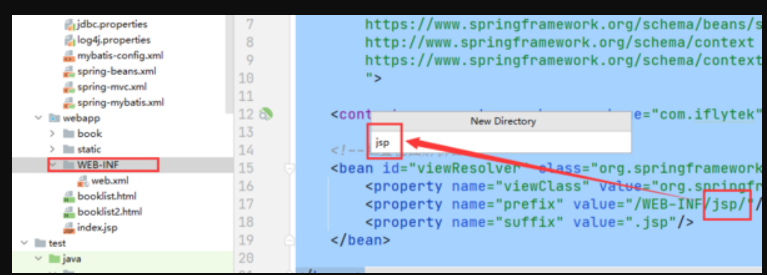 jdbc.properties
log4j.properties
mybatis-config.xml
spring-beans.xml
spring-mvc.xml
spring-mybatis.xml
webapp
book
static
WEB-INF
web.xml
booklist.html
booklist2.html
index.jsp
test
java
7 https://www.springframework.org/schema/beans/s
8 http://www.springframework.org/schema/context
9 https://www.springframework.org/schema/context
10 ">
11
12 <cont e="com.iflytek"
New Directory
13
jsp
14 <!--
15 <bean id="viewResolver" class="org.springframework
16 <property name="viewClass" value="org.springfr
17 <property name="prefix" value="/WEB-INF/jsp/"/
18 <property name="suffix" value=".jsp"/>
19 </bean>
20